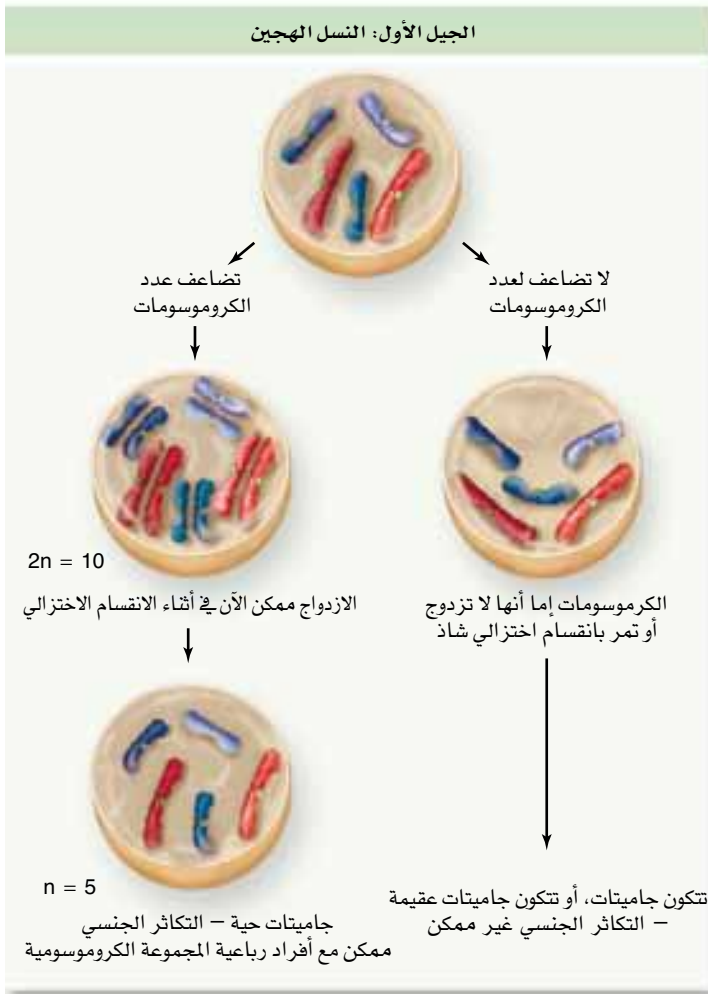 الجيل الأول: النسل الهجين
لا تضاعف لعدد
الكروموسومات
تضاعف عدد
الكروموسومات
2n = 10
الكرموسومات إما أنها لا تزدوج
أو تمر بانقسام اختزالي شاذ
الازدواج ممكن الآن في أثناء الانقسام الاختزالي
n = 5
تتكون جاميتات، أو تتكون جاميتات عقيمة
– التكاثر الجنسي غير ممكن
جاميتات حية – التكاثر الجنسي
ممكن مع أفراد رباعية المجموعة الكروموسومية